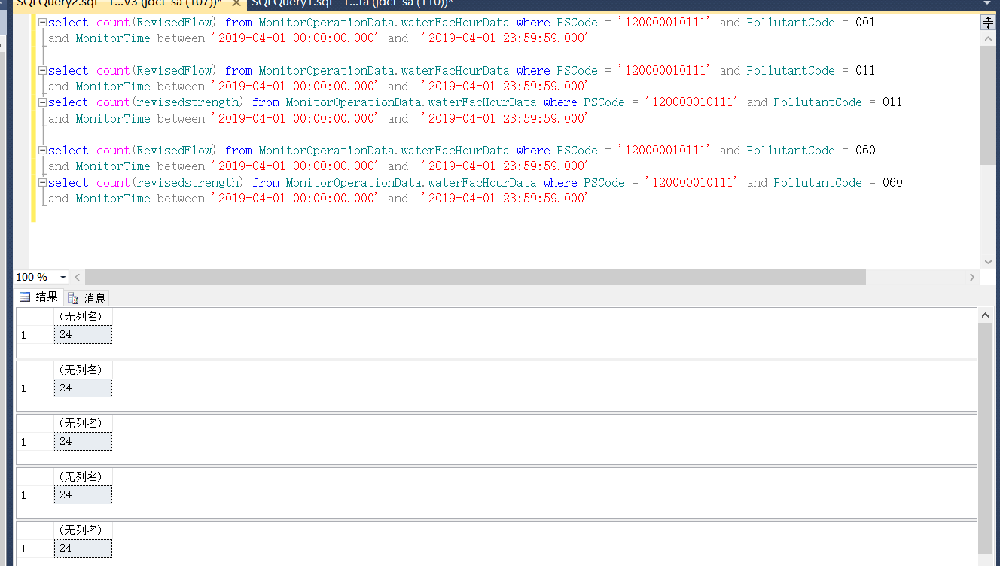 SQLQuery2.sql - 1...V3 (jdct_sa (107))* SQLQuery1.sql - 1...ta (jdct_sa (110))*
select count(RevisedFlow) from MonitorOperationData.waterFacHourData where PSCode = '120000010111' and PollutantCode = 001
and MonitorTime between '2019-04-01 00:00:00.000' and '2019-04-01 23:59:59.000'
select count(RevisedFlow) from MonitorOperationData.waterFacHourData where PSCode = '120000010111' and PollutantCode = 011
and MonitorTime between '2019-04-01 00:00:00.000' and '2019-04-01 23:59:59.000'
select count(revisedstrength) from MonitorOperationData.waterFacHourData where PSCode = '120000010111' and PollutantCode = 011
and MonitorTime between '2019-04-01 00:00:00.000' and '2019-04-01 23:59:59.000'
select count(RevisedFlow) from MonitorOperationData.waterFacHourData where PSCode = '120000010111' and PollutantCode = 060
and MonitorTime between '2019-04-01 00:00:00.000' and '2019-04-01 23:59:59.000'
select count(revisedstrength) from MonitorOperationData.waterFacHourData where PSCode = '120000010111' and PollutantCode = 060
and MonitorTime between '2019-04-01 00:00:00.000' and '2019-04-01 23:59:59.000'
100 %
结果 消息
(无列名)
1 24
(无列名)
1 24
(无列名)
1 24
(无列名)
1 24
(无列名)
1 24